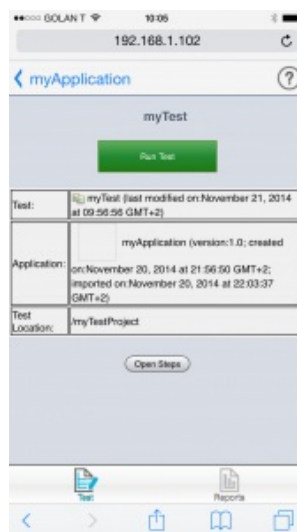 GOLAN T 10:05
192.168.1.102
myApplication ?
myTest
Run Test
Test: myTest (last modified on:November 21, 2014
at 09:56:56 GMT+2)
Application: myApplication (version:1.0; created
on:November 20, 2014 at 21:56:50 GMT+2;
imported on:November 20, 2014 at 22:03:37
GMT+2)
Test
Location: /myTestProject
Open Steps
Test Reports